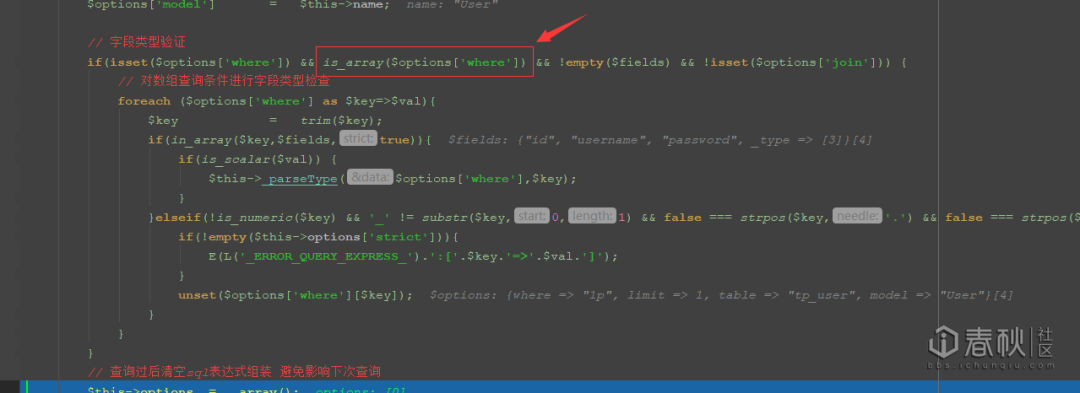 $options['model'] = $this->name; name: "User"
// 字段类型验证
if(isset($options['where']) && is_array($options['where']) && !empty($fields) && !isset($options['join'])) {
// 对数组查询条件进行字段类型检查
foreach ($options['where'] as $key=>$val){
$key = trim($key);
if(in_array($key,$fields,strict:true)){ $fields: {"id", "username", "password", _type => [3]}[4]
if(is_scalar($val)) {
$this->_parseType(&data:$options['where'],$key);
}
}elseif(!is_numeric($key) && '_' != substr($key,start:0,length:1) && false === strpos($key,needle:'.') && false === strpos($
if(!empty($this->options['strict'])){
E(L('_ERROR_QUERY_EXPRESS_').':['.$key.'=>'.$val.']');
}
unset($options['where'][$key]); $options: {where => "1p", limit => 1, table => "tp_user", model => "User"}[4]
}
}
}
// 查询过后清空sql表达式组装 避免影响下次查询
$this->options = array(); options: [0]
春秋社区
bbs.ichunqiu.com